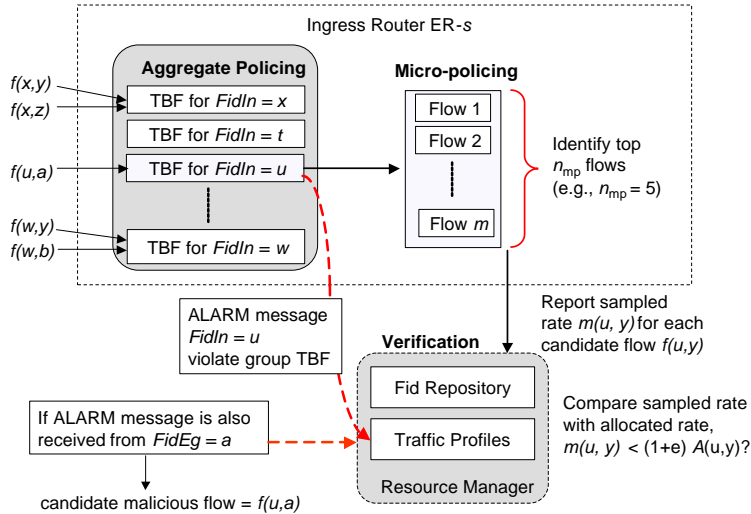 Ingress Router ER-s
Aggregate Policing
f(x,y)
f(x,z)
TBF for FidIn = x
TBF for FidIn = t
f(u,a)
TBF for FidIn = u
f(w,y)
f(w,b)
TBF for FidIn = w
Micro-policing
Flow 1
Flow 2
Flow m
Identify top
nmp flows
(e.g., nmp = 5)
ALARM message
FidIn = u
violate group TBF
Report sampled
rate m(u, y) for each
candidate flow f(u,y)
Verification
Fid Repository
Traffic Profiles
Resource Manager
Compare sampled rate
with allocated rate,
m(u, y) < (1+e) A(u,y)?
If ALARM message is also
received from FidEg = a
candidate malicious flow = f(u,a)